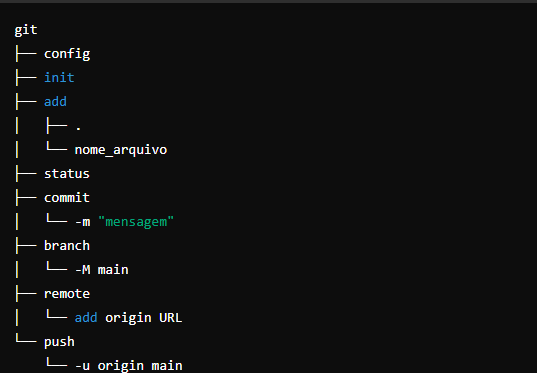 git
├── config
├── init
├── add
│   ├── .
│   └── nome_arquivo
├── status
├── commit
│   └── -m "mensagem"
├── branch
│   └── -M main
├── remote
│   └── add origin URL
└── push
    └── -u origin main